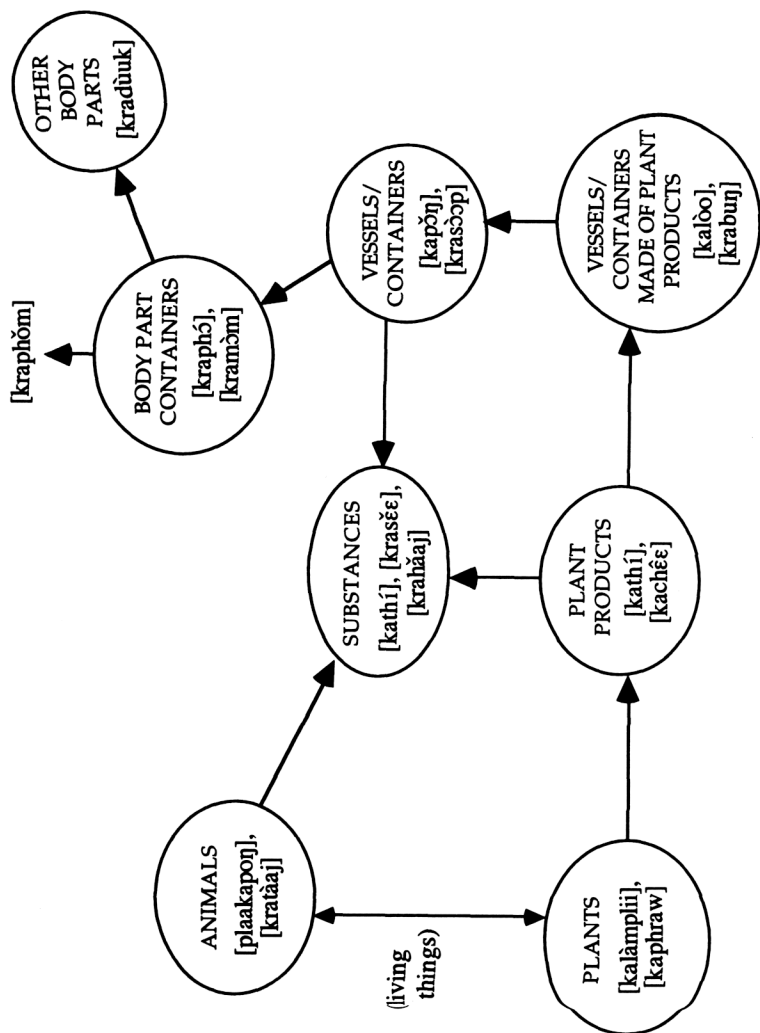 [kraphǒm]
OTHER
BODY
PARTS
[kradùuk]
BODY PART
CONTAINERS
[kraphɔ́],
[kramɔ̀m]
ANIMALS
[plaakapoŋ],
[kratàaj]
SUBSTANCES
[kathí], [krasɛ̌ɛ],
[krahǎaj]
VESSELS/
CONTAINERS
[kapɔ̌ŋ],
[krasɔ̀ɔp]
(living
things)
PLANTS
[kalàmplii],
[kaphraw]
PLANT
PRODUCTS
[kathí],
[kachɛ̂ɛ]
VESSELS/
CONTAINERS
MADE OF PLANT
PRODUCTS
[kalòo],
[krabuŋ]